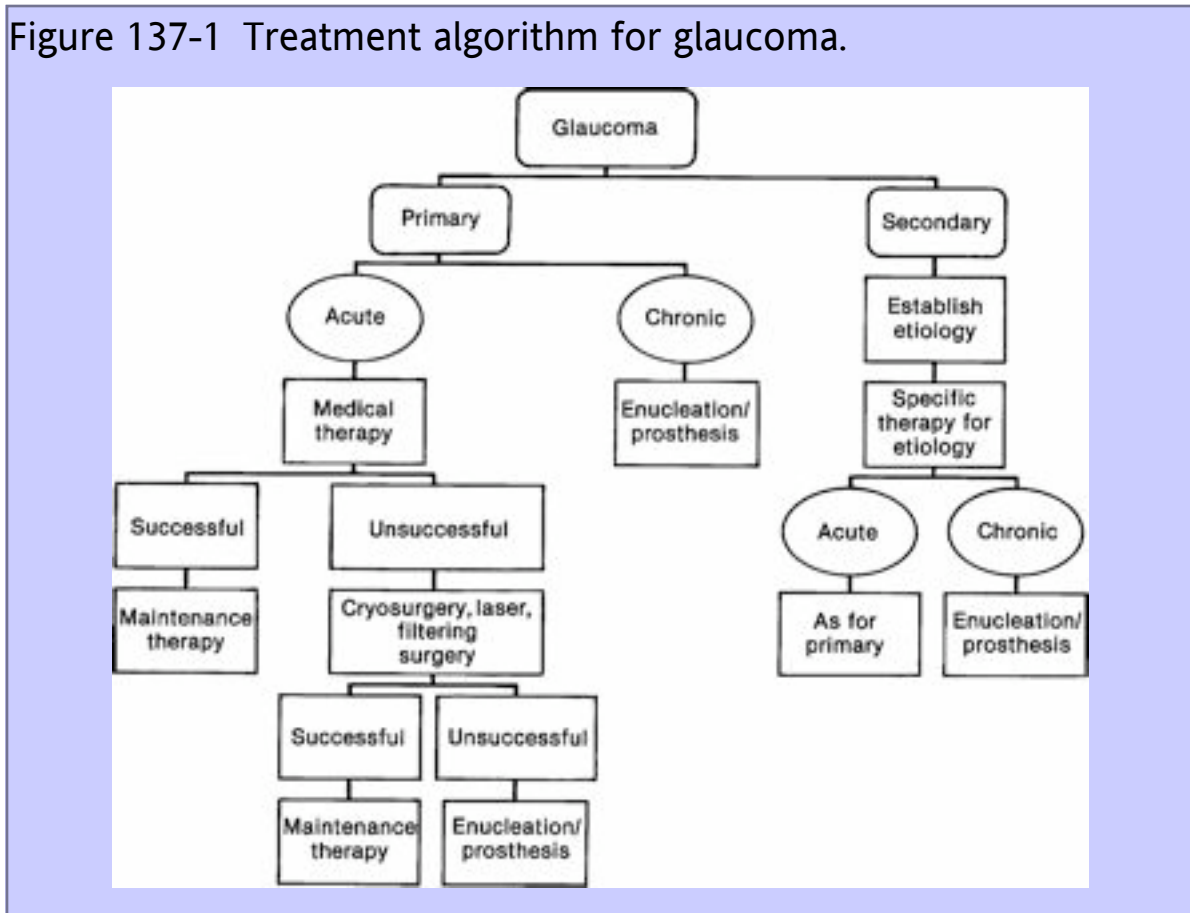 Figure 137-1 Treatment algorithm for glaucoma.
Glaucoma
Primary
Secondary
Acute
Chronic
Establish
etiology
Medical
therapy
Enucleation/
prosthesis
Specific
therapy for
etiology
Successful
Unsuccessful
Acute
Chronic
Maintenance
therapy
Cryosurgery, laser,
filtering
surgery
As for
primary
Enucleation/
prosthesis
Successful
Unsuccessful
Maintenance
therapy
Enucleation/
prosthesis